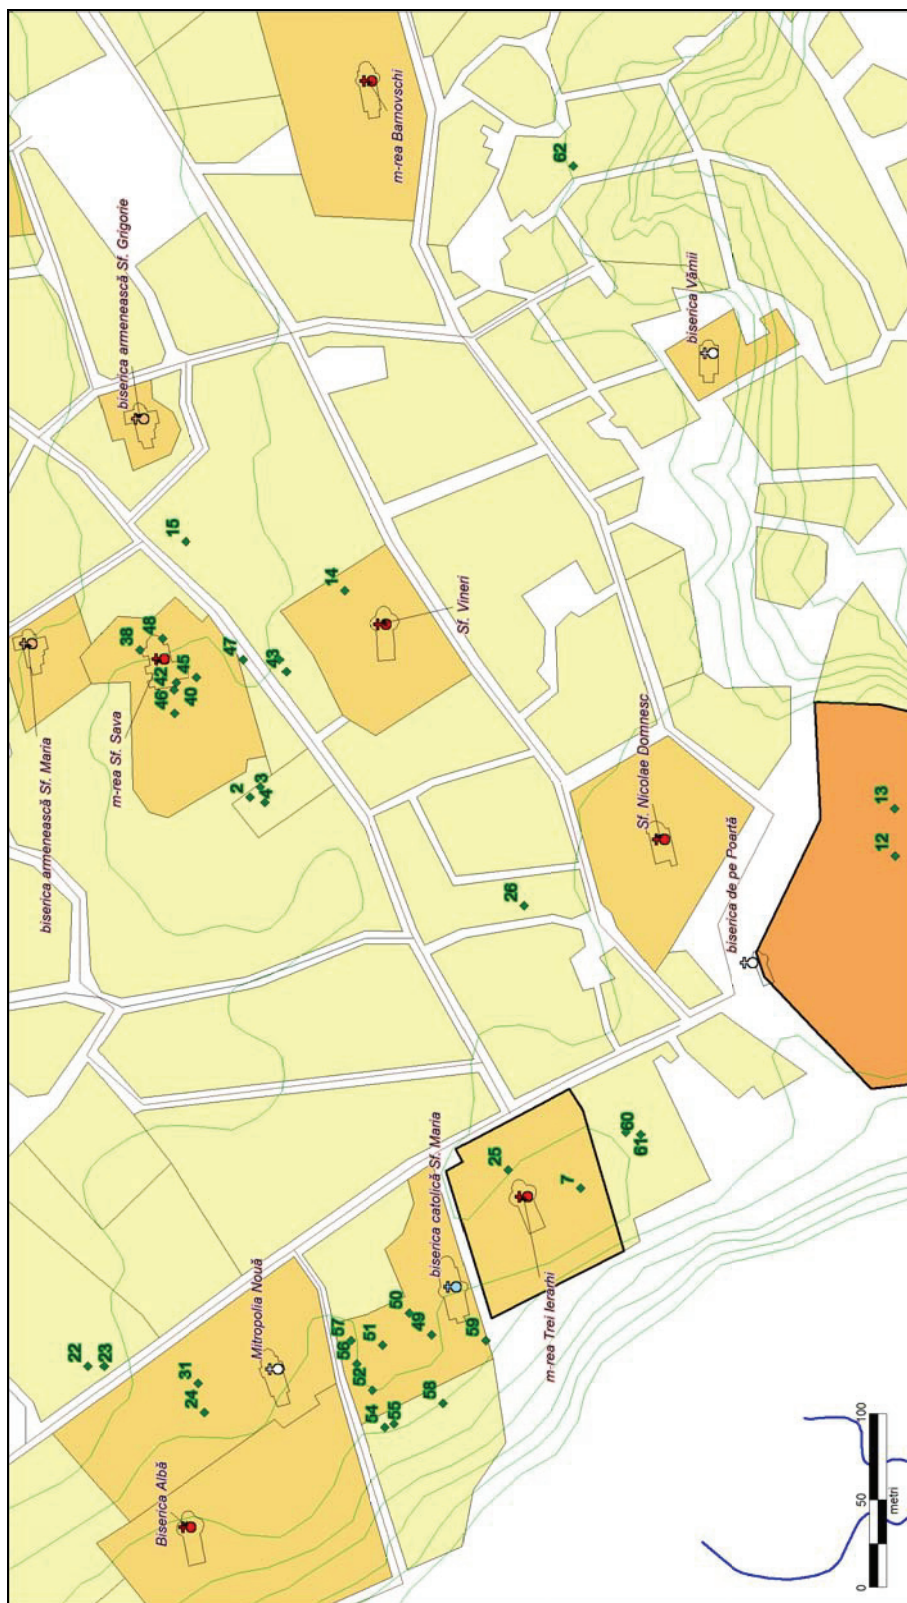 m-rea Barnovschi
biserica armenească Sf. Grigorie
62
biserica Vămii
15
14
Sf. Vineri
38
48
42
45
46
40
47
43
m-rea Sf. Sava
biserica armenească Sf. Maria
2
3
4
Sf. Nicolae Domnesc
13
12
26
biserica de pe Poartă
60
61
25
7
biserica catolică Sf. Maria
m-rea Trei Ierarhi
Mitropolia Nouă
50
49
57
56
51
52
59
54
55
58
22
23
31
24
Biserica Albă
0
50
100
metri